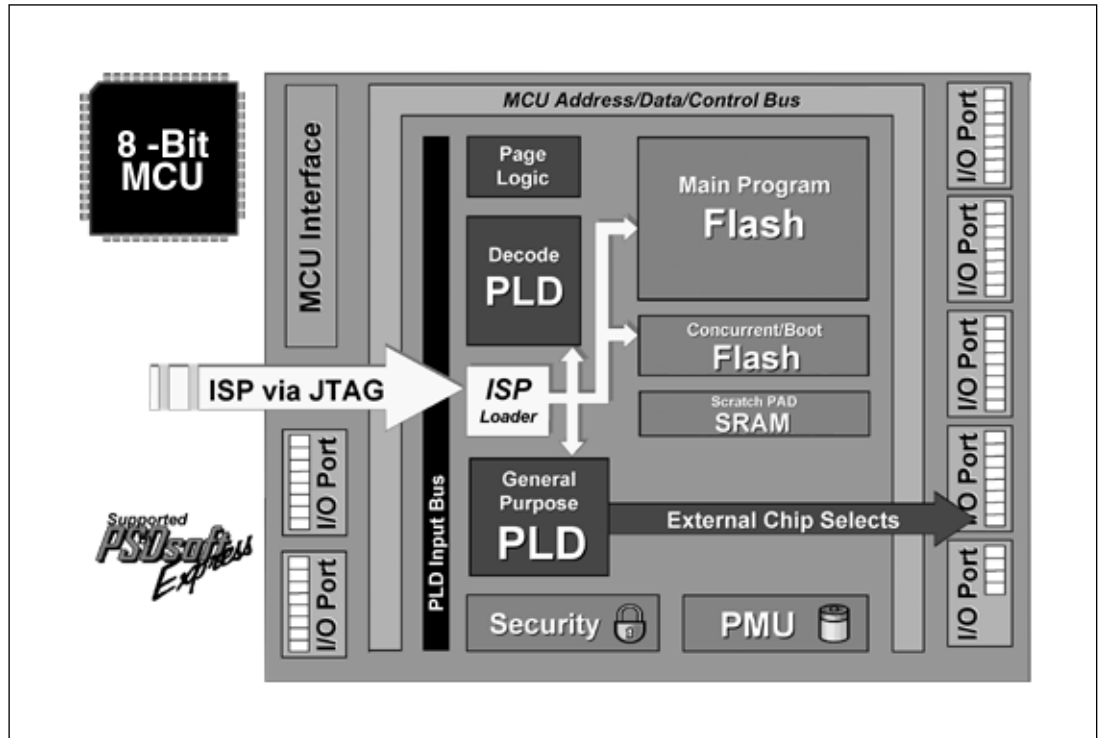 8 -Bit
MCU
MCU Interface
MCU Address/Data/Control Bus
Page
Logic
Main Program
Flash
Decode
PLD
Concurrent/Boot
Flash
ISP via JTAG
ISP
Loader
Scratch PAD
SRAM
General
Purpose
PLD
External Chip Selects
PLD Input Bus
Security
PMU
I/O Port
I/O Port
I/O Port
I/O Port
I/O Port
I/O Port
I/O Port
Supported
PSDsoft
Express